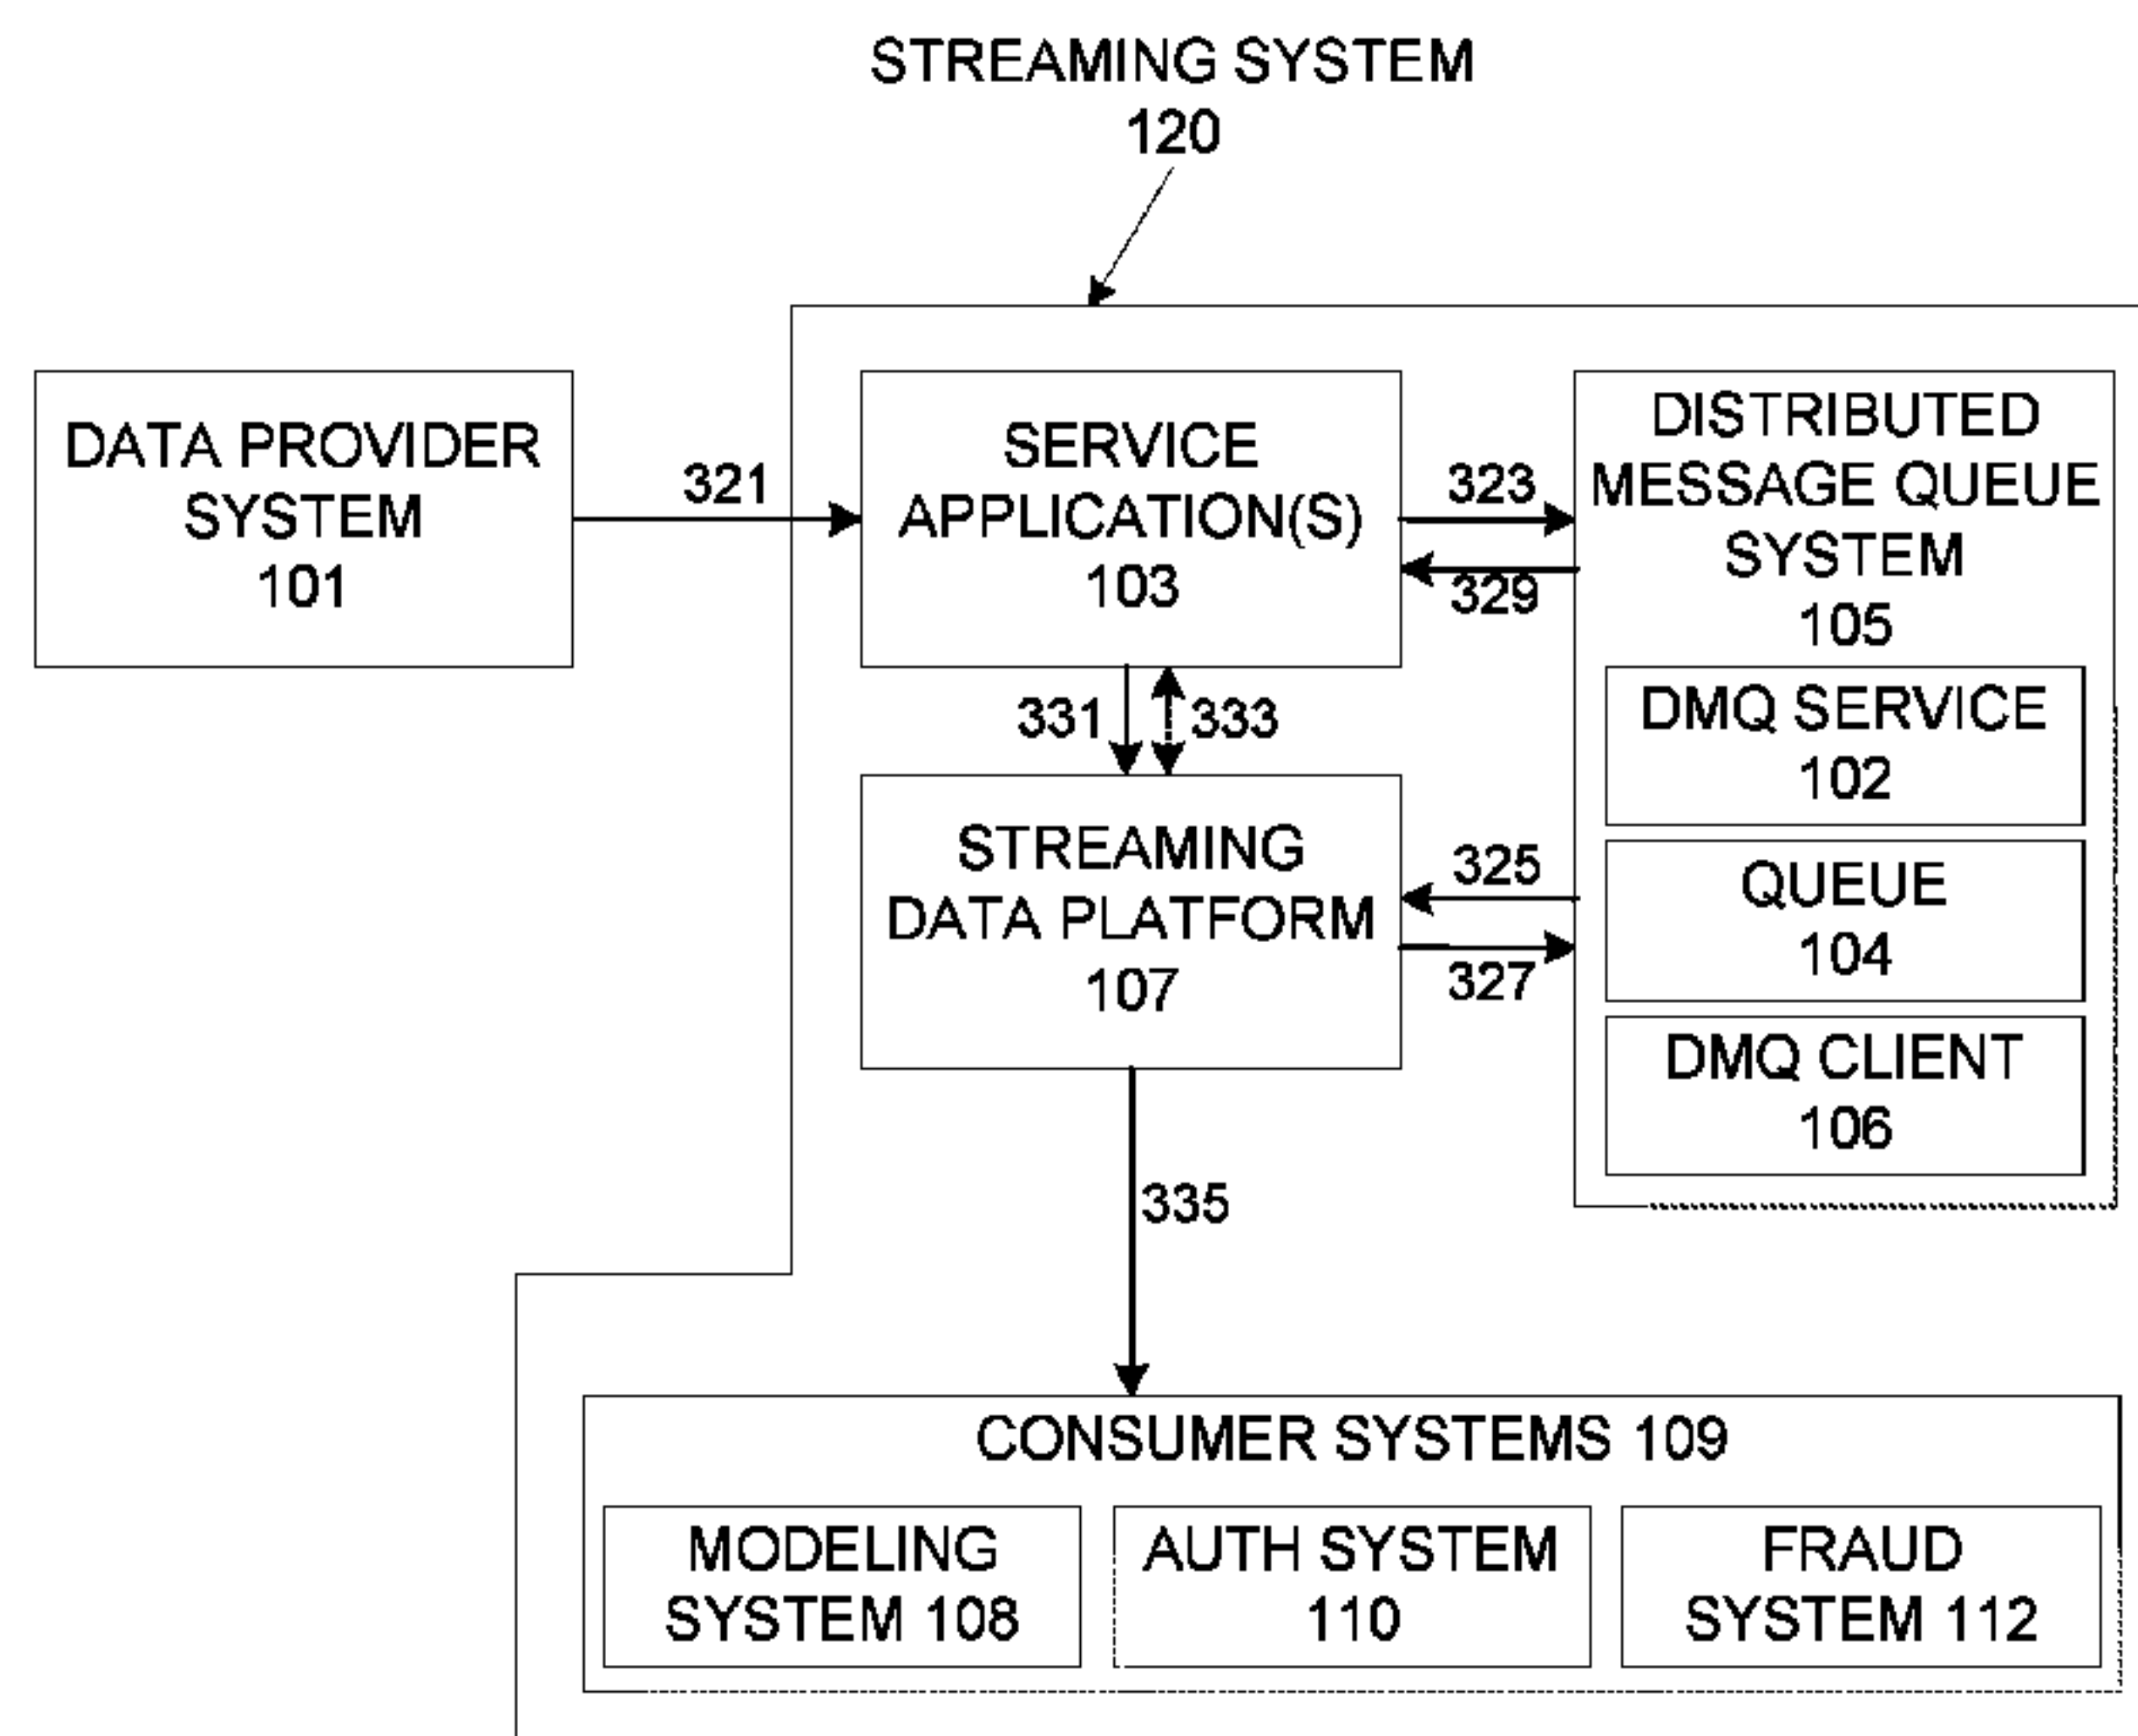 STREAMING SYSTEM
120
DATA PROVIDER
SYSTEM
101
321
SERVICE
APPLICATION(S)
103
323
329
DISTRIBUTED
MESSAGE QUEUE
SYSTEM
105
DMQ SERVICE
102
QUEUE
104
DMQ CLIENT
106
331
333
STREAMING
DATA PLATFORM
107
325
327
335
CONSUMER SYSTEMS 109
MODELING
SYSTEM 108
AUTH SYSTEM
110
FRAUD
SYSTEM 112